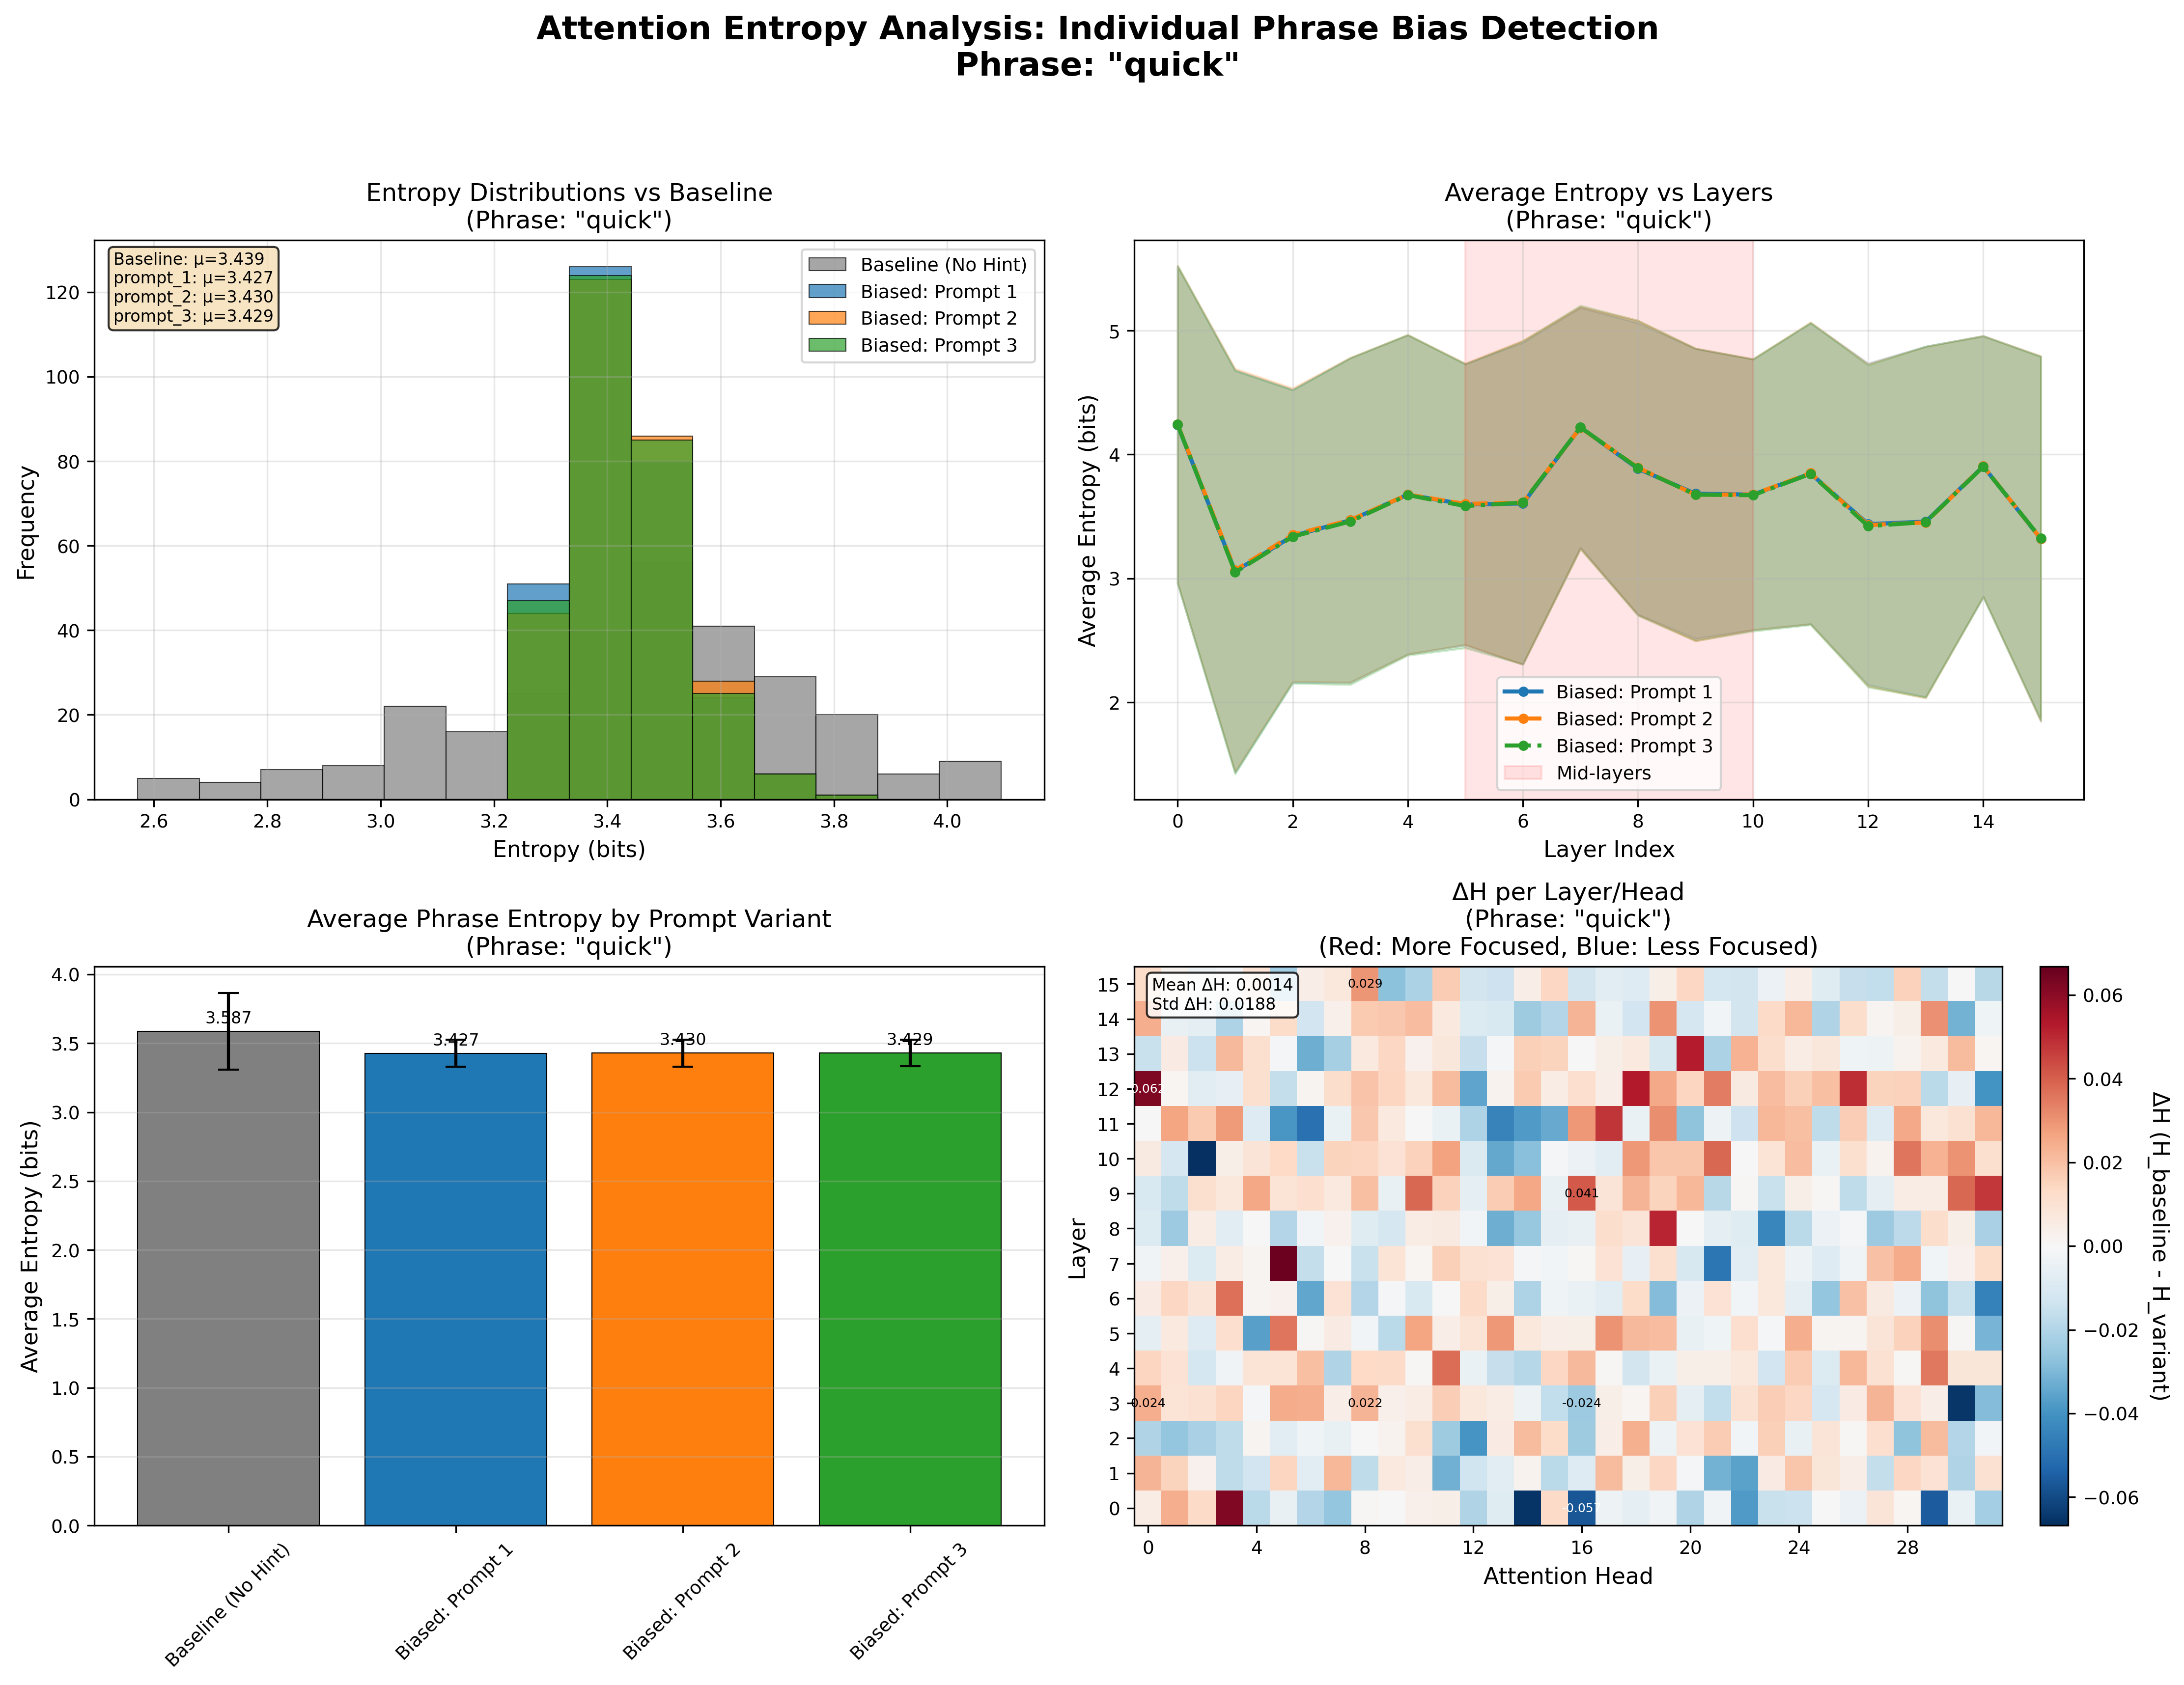 Attention Entropy Analysis: Individual Phrase Bias Detection
Phrase: "quick"
Entropy Distributions vs Baseline
(Phrase: "quick")
Baseline: μ=3.439
prompt_1: μ=3.427
prompt_2: μ=3.430
prompt_3: μ=3.429
Baseline (No Hint)
Biased: Prompt 1
Biased: Prompt 2
Biased: Prompt 3
Frequency
120
100
80
60
40
20
0
2.6 2.8 3.0 3.2 3.4 3.6 3.8 4.0
Entropy (bits)
Average Entropy vs Layers
(Phrase: "quick")
Average Entropy (bits)
5
4
3
2
Biased: Prompt 1
Biased: Prompt 2
Biased: Prompt 3
Mid-layers
0 2 4 6 8 10 12 14
Layer Index
Average Phrase Entropy by Prompt Variant
(Phrase: "quick")
Average Entropy (bits)
4.0
3.5
3.0
2.5
2.0
1.5
1.0
0.5
0.0
3.587
3.427
3.430
3.429
Baseline (No Hint)
Biased: Prompt 1
Biased: Prompt 2
Biased: Prompt 3
ΔH per Layer/Head
(Phrase: "quick")
(Red: More Focused, Blue: Less Focused)
Mean ΔH: 0.0014
Std ΔH: 0.0188
Layer
15
14
13
12
11
10
9
8
7
6
5
4
3
2
1
0
0.029
0.062
0.041
0.024
0.022
-0.024
-0.057
0 4 8 12 16 20 24 28
Attention Head
0.06
0.04
0.02
0.00
−0.02
−0.04
−0.06
ΔH (H_baseline - H_variant)